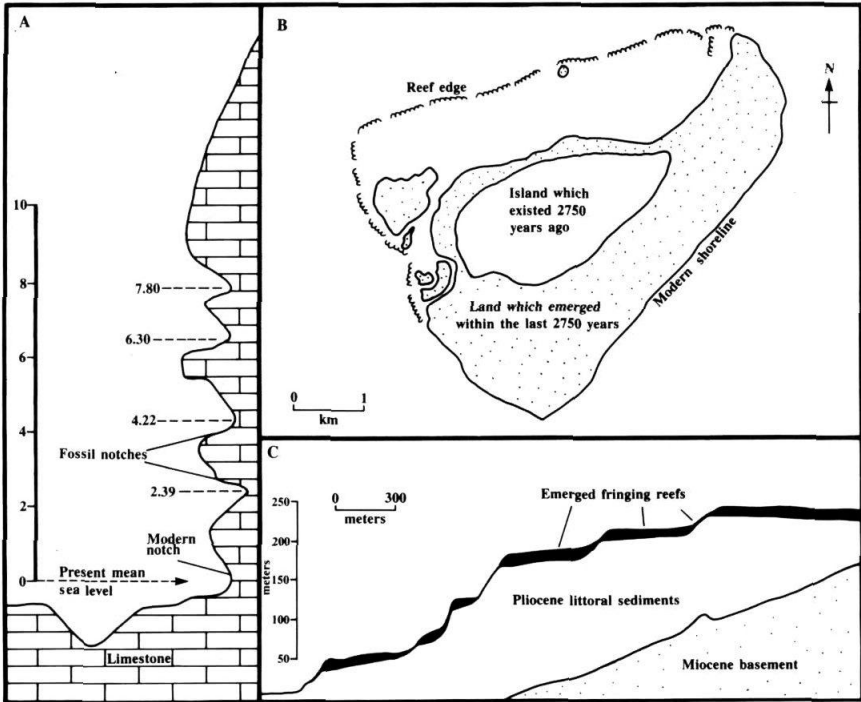 A
10
8
7.80
6.30
6
4.22
4
Fossil notches
2.39
2
Modern
notch
Present mean
sea level
0
Limestone
B
Reef edge
N
Island which
existed 2750
years ago
Modern shoreline
Land which emerged
within the last 2750 years
0 1
km
C
250
200
150
100
50
meters
0 300
meters
Emerged fringing reefs
Pliocene littoral sediments
Miocene basement